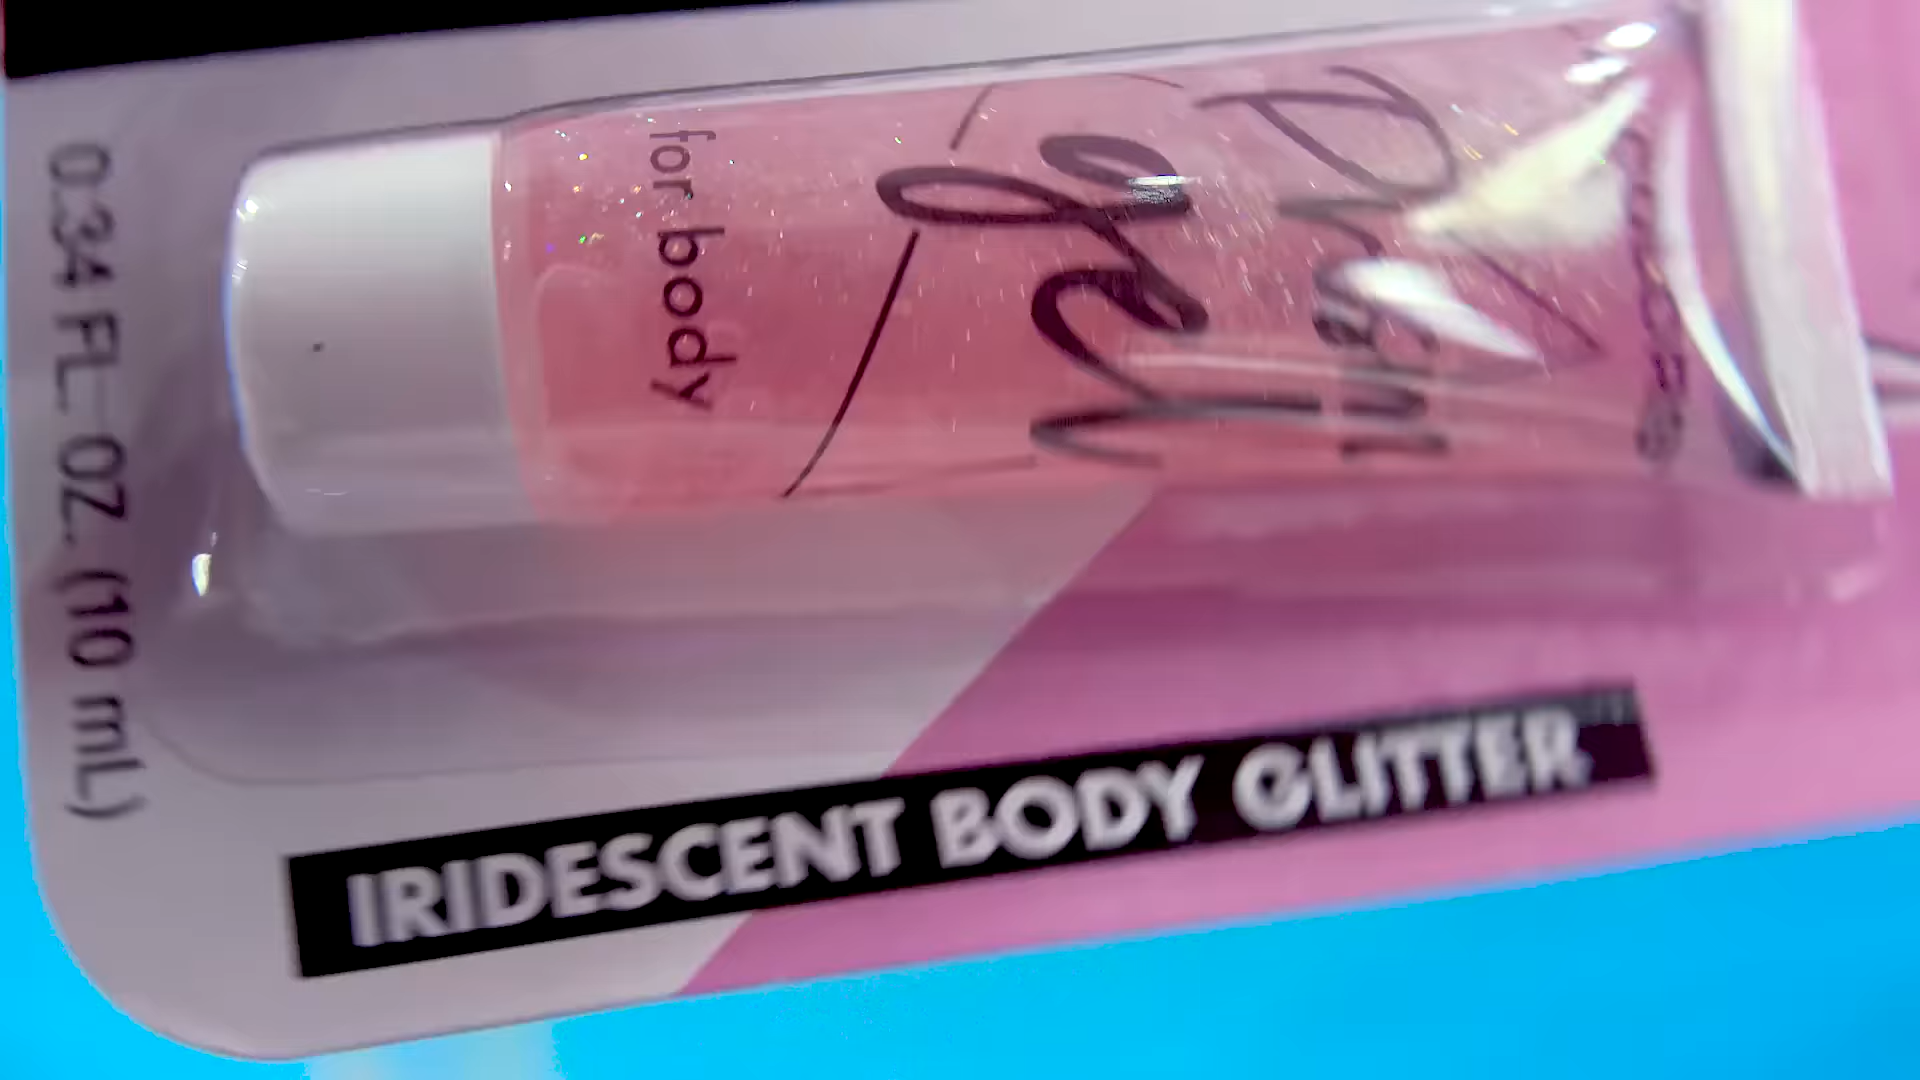 gel
for body
0.34 FL. OZ. (10 mL)
IRIDESCENT BODY GLITTER